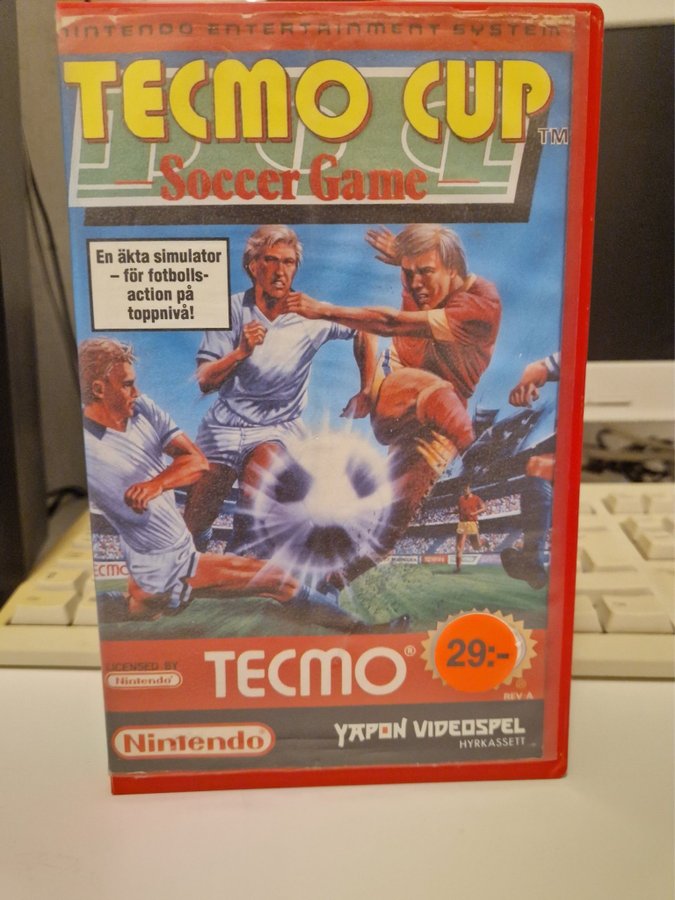 NINTENDO ENTERTAINMENT SYSTEM
TECMO CUP
TM
Soccer Game
En äkta simulator
– för fotbolls-
action på
toppnivå!
TECMO
LICENSED BY
Nintendo
TECMO®
29:-
REV-A
Nintendo
YAPON VIDEOSPEL
HYRKASSETT